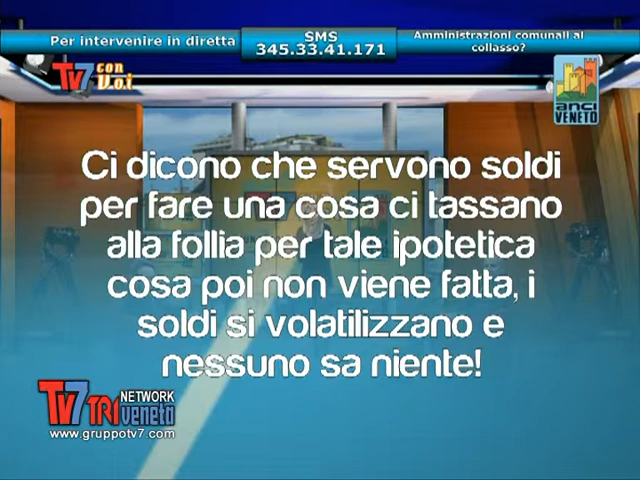 Per intervenire in diretta
SMS
345.33.41.171
Amministrazioni comunali al
collasso?
TV7 con
V.o.i
anci
VENETO
Ci dicono che servono soldi
per fare una cosa ci tassano
alla follia per tale ipotetica
cosa poi non viene fatta, i
soldi si volatilizzano e
nessuno sa niente!
TV7 TRI NETWORK
veneta
www.gruppotv7.com